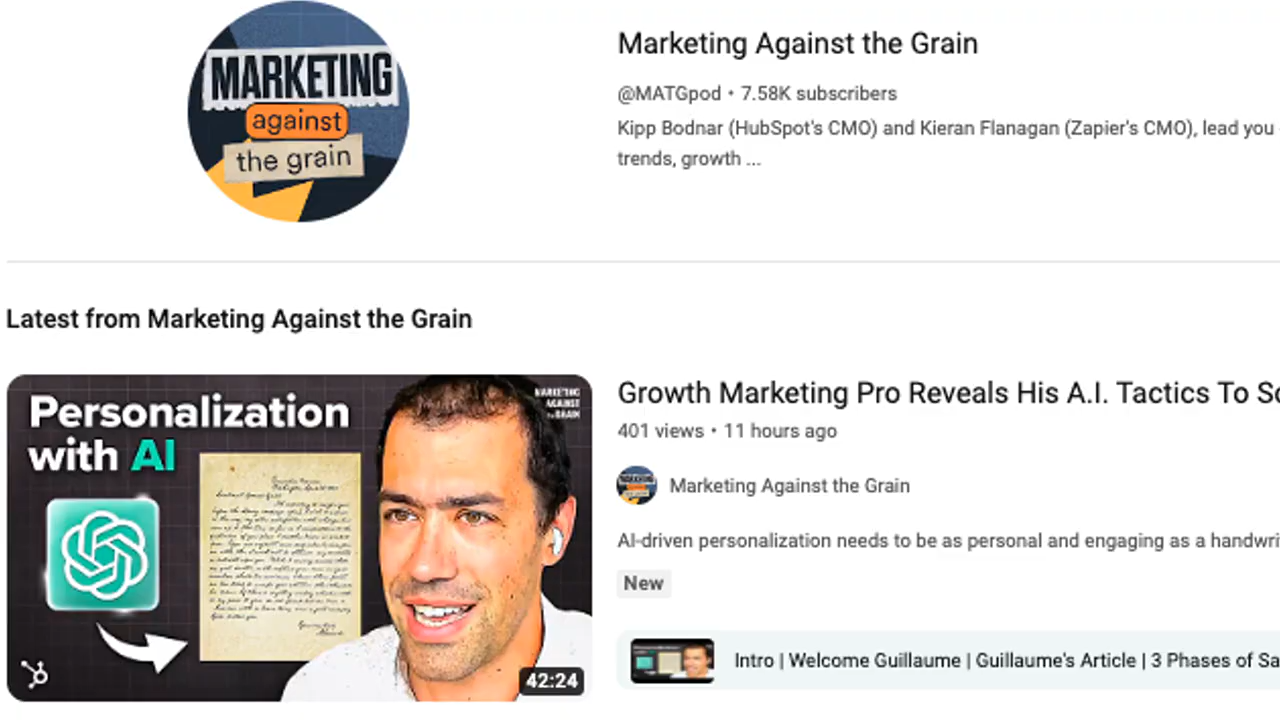 MARKETING
against
the grain
Marketing Against the Grain
@MATGpod • 7.58K subscribers
Kipp Bodnar (HubSpot's CMO) and Kieran Flanagan (Zapier's CMO), lead you
trends, growth ...
Latest from Marketing Against the Grain
Personalization
with AI
MARKETING
AGAINST
THE GRAIN
42:24
Growth Marketing Pro Reveals His A.I. Tactics To
401 views • 11 hours ago
Marketing Against the Grain
AI-driven personalization needs to be as personal and engaging as a
New
Intro | Welcome Guillaume | Guillaume's Article | 3 Phases of